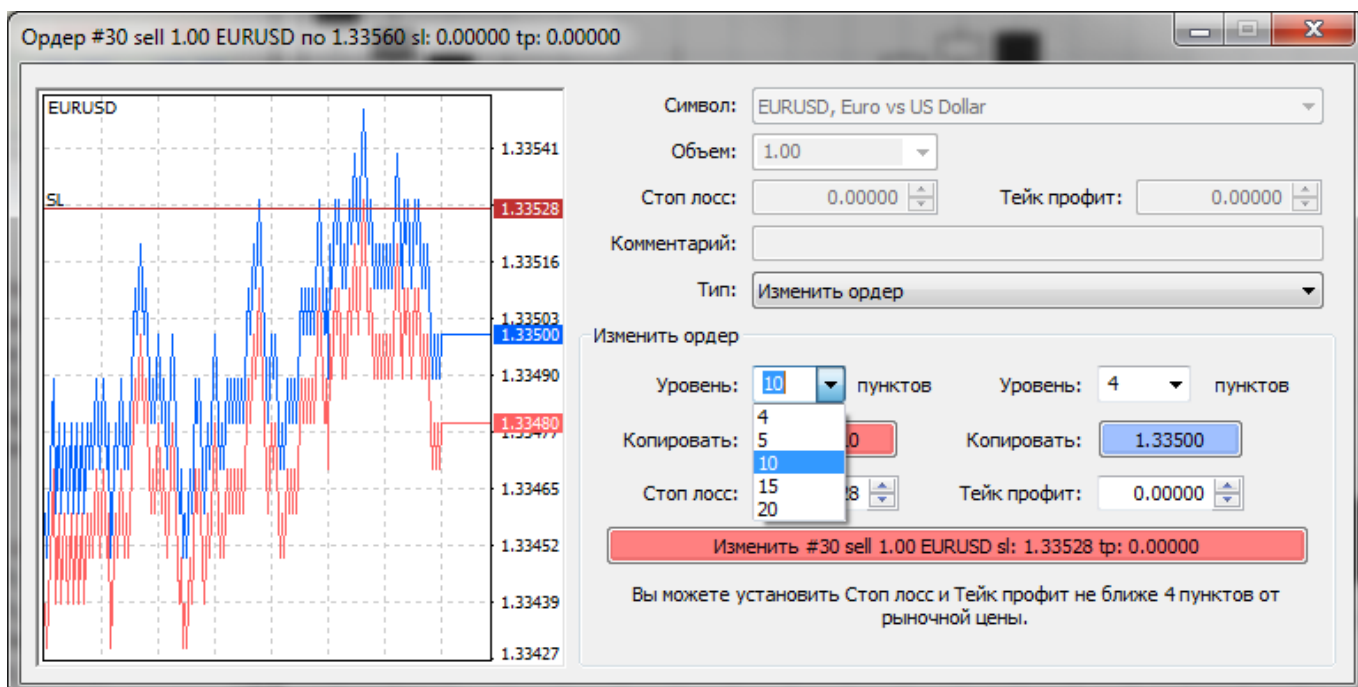 Ордер #30 sell 1.00 EURUSD по 1.33560 sl: 0.00000 tp: 0.00000
EURUSD
SL
1.33541
1.33528
1.33516
1.33503
1.33500
1.33490
1.33480
1.33477
1.33465
1.33452
1.33439
1.33427
Символ: EURUSD, Euro vs US Dollar
Объем: 1.00
Стоп лосс: 0.00000 Тейк профит: 0.00000
Комментарий:
Тип: Изменить ордер
Изменить ордер
Уровень: 10 пунктов Уровень: 4 пунктов
4
5
10
15
20
Копировать: 0 Копировать: 1.33500
Стоп лосс: 28 Тейк профит: 0.00000
Изменить #30 sell 1.00 EURUSD sl: 1.33528 tp: 0.00000
Вы можете установить Стоп лосс и Тейк профит не ближе 4 пунктов от
рыночной цены.